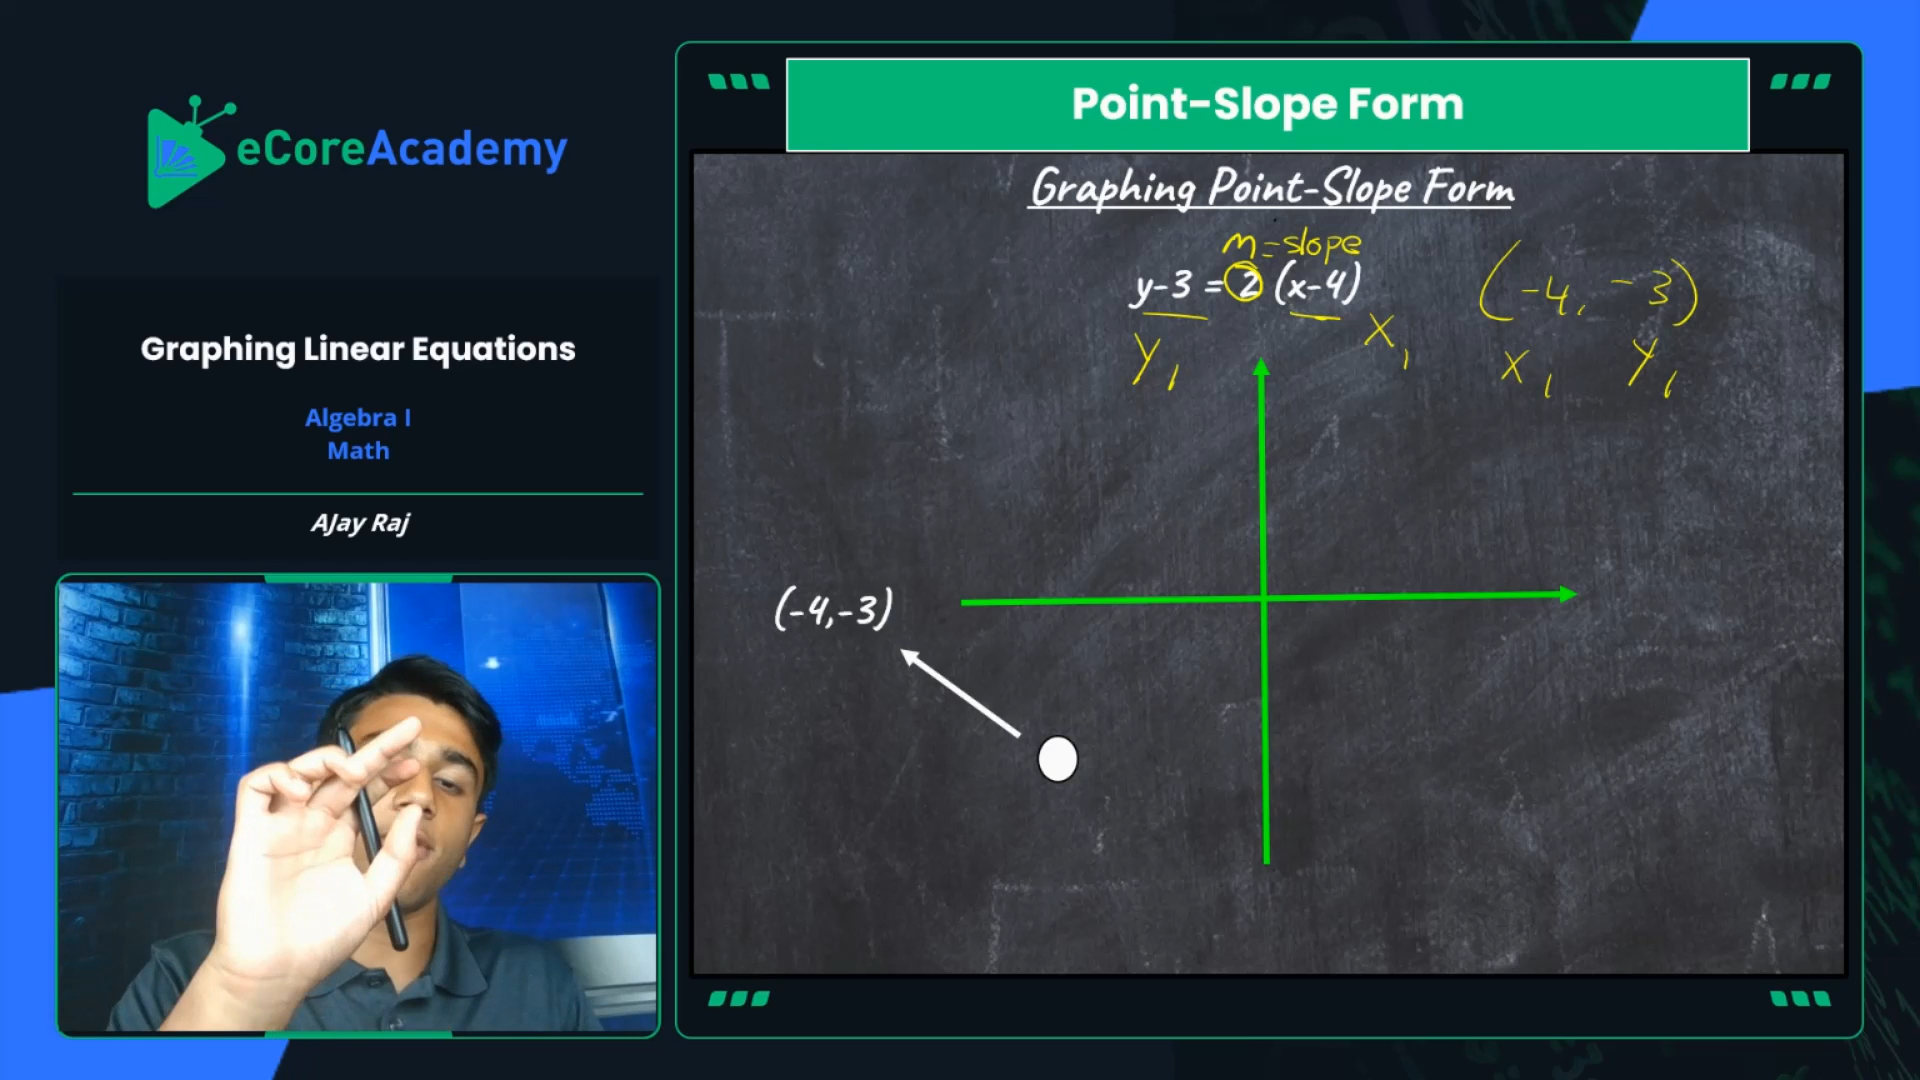 eCoreAcademy
Graphing Linear Equations
Algebra I
Math
AJay Raj
Point-Slope Form
Graphing Point-Slope Form
m=slope
y-3 = 2 (x-4)
(-4, -3)
y₁
x₁
x₁
y₁
(-4,-3)